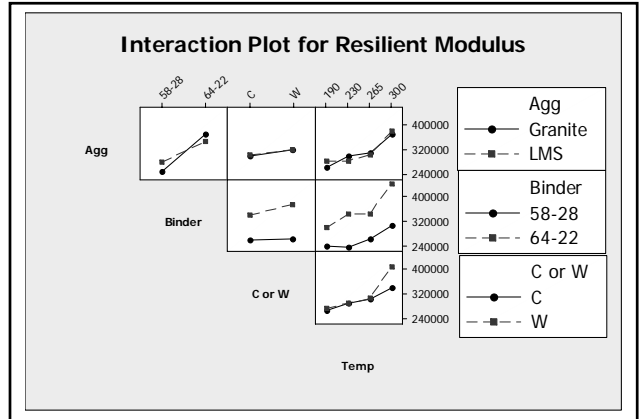 Interaction Plot for Resilient Modulus
58-28 64-22 C W 190 230 265 300
Agg
400000
320000
240000
Agg
Granite
LMS
Binder
400000
320000
240000
Binder
58-28
64-22
C or W
400000
320000
240000
C or W
C
W
Temp